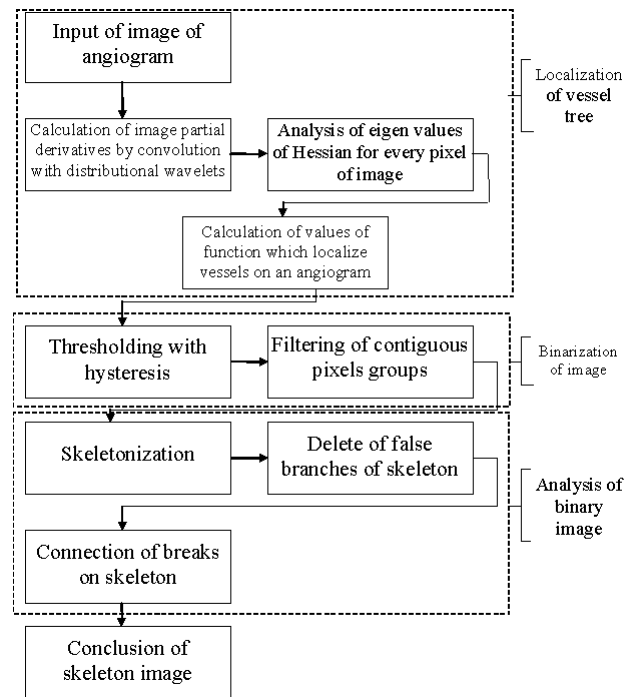 Input of image of
angiogram
Localization
of vessel
tree
Calculation of image partial
derivatives by convolution
with distributional wavelets
Analysis of eigen values
of Hessian for every pixel
of image
Calculation of values of
function which localize
vessels on an angiogram
Thresholding with
hysteresis
Filtering of contiguous
pixels groups
Binarization
of image
Skeletonization
Delete of false
branches of skeleton
Analysis of
binary
image
Connection of breaks
on skeleton
Conclusion of
skeleton image